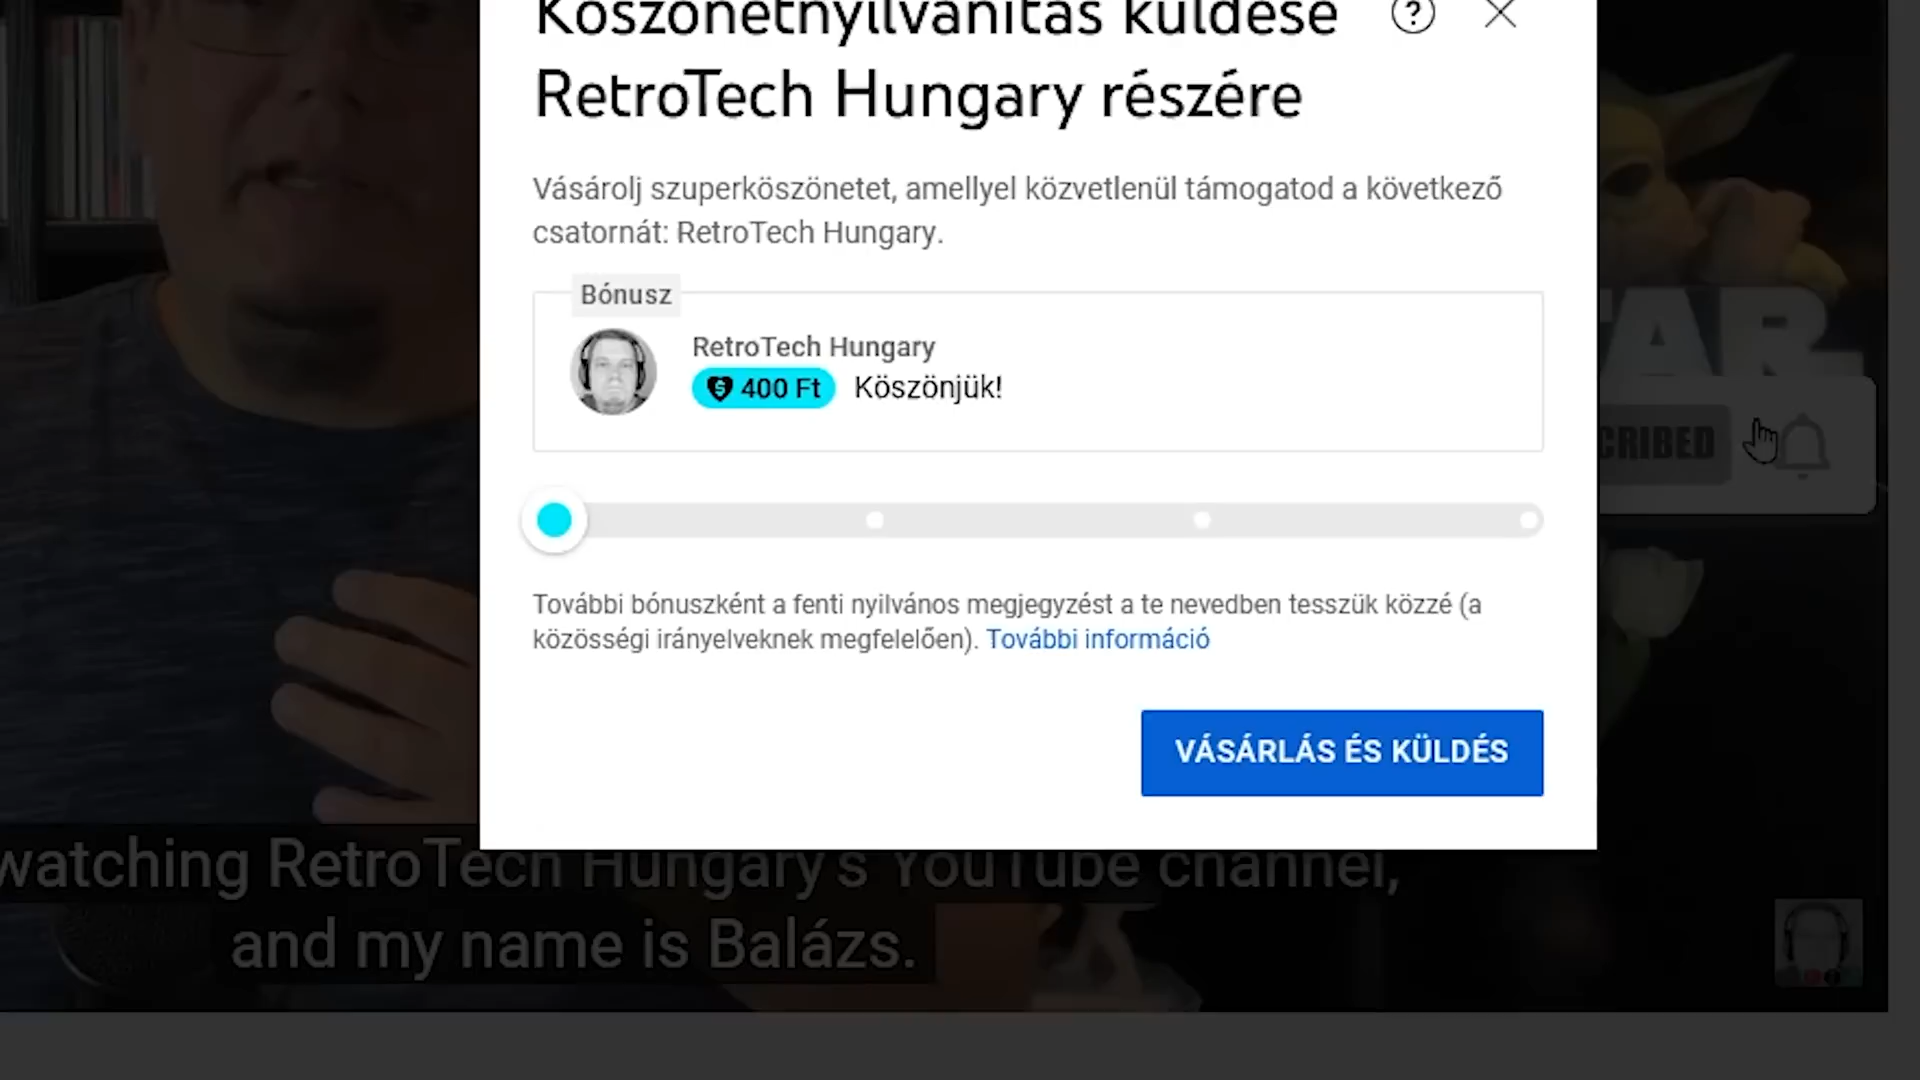 Köszönetnyilvánítás küldése
RetroTech Hungary részére
Vásárolj szuperköszönetet, amellyel közvetlenül támogatod a következő
csatornát: RetroTech Hungary.
Bónusz
RetroTech Hungary
400 Ft Köszönjük!
További bónuszként a fenti nyilvános megjegyzést a te nevedben tesszük közzé (a
közösségi irányelveknek megfelelően). További információ
VÁSÁRLÁS ÉS KÜLDÉS
TAR
CRIBED
watching RetroTech Hungary's YouTube channel,
and my name is Balázs.